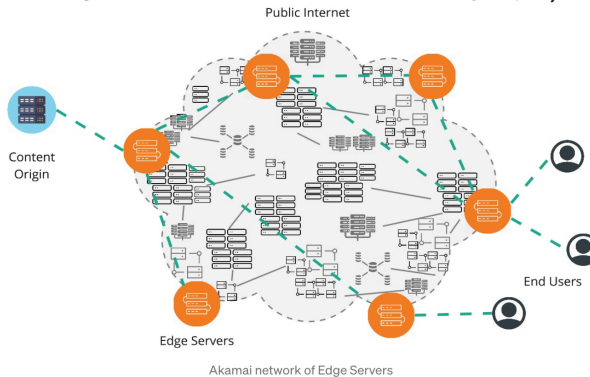 Public Internet
Content
Origin
End Users
Edge Servers
Akamai network of Edge Servers